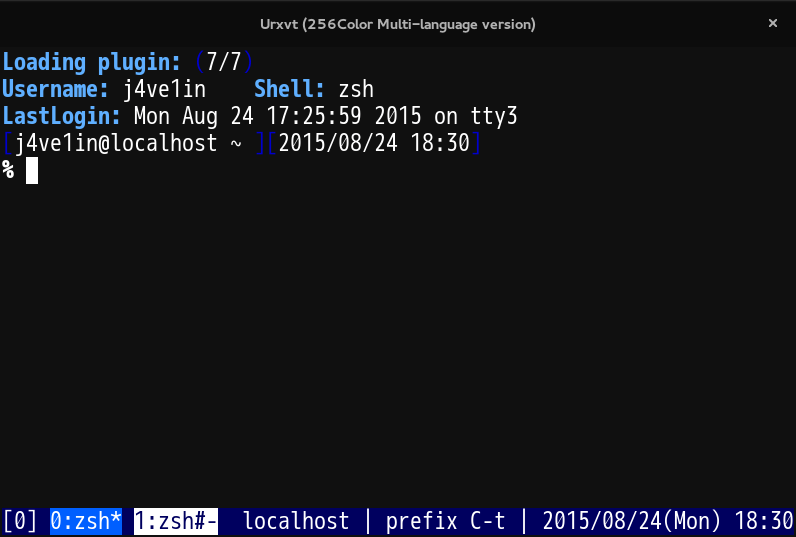 Urxvt (256Color Multi-language version) ×
Loading plugin: (7/7)
Username: j4ve1in    Shell: zsh
LastLogin: Mon Aug 24 17:25:59 2015 on tty3
[j4ve1in@localhost ~ ][2015/08/24 18:30]
%
[0] 0:zsh* 1:zsh#-  localhost | prefix C-t | 2015/08/24(Mon) 18:30